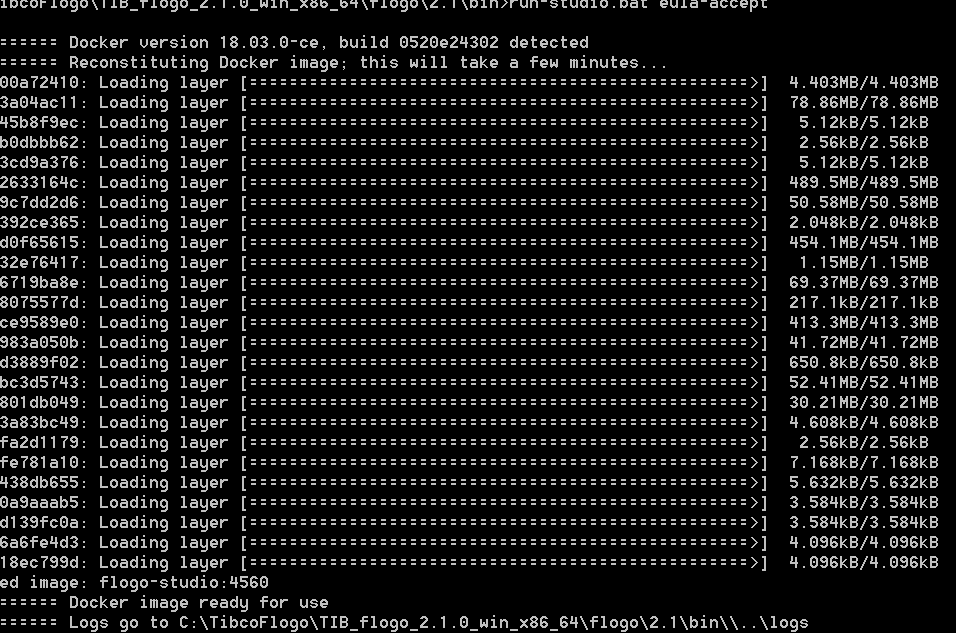 ibcoFlogo\TIB_flogo_2.1.0_win_x86_64\flogo\2.1\bin>run-studio.bat eula-accept
====== Docker version 18.03.0-ce, build 0520e24302 detected
====== Reconstituting Docker image; this will take a few minutes...
00a72410: Loading layer [==================================================>]  4.403MB/4.403MB
3a04ac11: Loading layer [==================================================>]  78.86MB/78.86MB
45b8f9ec: Loading layer [==================================================>]   5.12kB/5.12kB
b0dbbb62: Loading layer [==================================================>]   2.56kB/2.56kB
3cd9a376: Loading layer [==================================================>]   5.12kB/5.12kB
2633164c: Loading layer [==================================================>]  489.5MB/489.5MB
9c7dd2d6: Loading layer [==================================================>]  50.58MB/50.58MB
392ce365: Loading layer [==================================================>]  2.048kB/2.048kB
d0f65615: Loading layer [==================================================>]  454.1MB/454.1MB
32e76417: Loading layer [==================================================>]   1.15MB/1.15MB
6719ba8e: Loading layer [==================================================>]  69.37MB/69.37MB
8075577d: Loading layer [==================================================>]  217.1kB/217.1kB
ce9589e0: Loading layer [==================================================>]  413.3MB/413.3MB
983a050b: Loading layer [==================================================>]  41.72MB/41.72MB
d3889f02: Loading layer [==================================================>]  650.8kB/650.8kB
bc3d5743: Loading layer [==================================================>]  52.41MB/52.41MB
801db049: Loading layer [==================================================>]  30.21MB/30.21MB
3a83bc49: Loading layer [==================================================>]  4.608kB/4.608kB
fa2d1179: Loading layer [==================================================>]   2.56kB/2.56kB
fe781a10: Loading layer [==================================================>]  7.168kB/7.168kB
438db655: Loading layer [==================================================>]  5.632kB/5.632kB
0a9aaab5: Loading layer [==================================================>]  3.584kB/3.584kB
d139fc0a: Loading layer [==================================================>]  3.584kB/3.584kB
6a6fe4d3: Loading layer [==================================================>]  4.096kB/4.096kB
18ec799d: Loading layer [==================================================>]  4.096kB/4.096kB
ed image: flogo-studio:4560
====== Docker image ready for use
====== Logs go to C:\TibcoFlogo\TIB_flogo_2.1.0_win_x86_64\flogo\2.1\bin\\..\logs